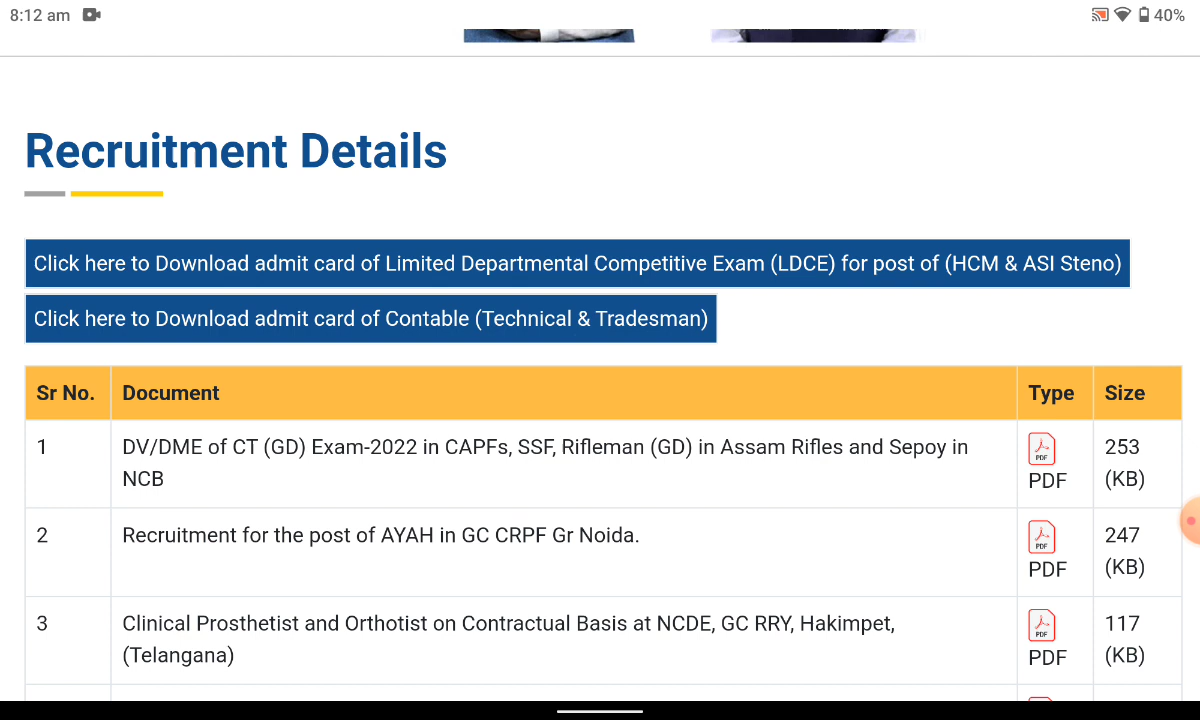 8:12 am
40%
Recruitment Details
Click here to Download admit card of Limited Departmental Competitive Exam (LDCE) for post of (HCM & ASI Steno)
Click here to Download admit card of Contable (Technical & Tradesman)
Sr No. Document Type Size
1 DV/DME of CT (GD) Exam-2022 in CAPFs, SSF, Rifleman (GD) in Assam Rifles and Sepoy in PDF 253
NCB PDF (KB)
2 Recruitment for the post of AYAH in GC CRPF Gr Noida. PDF 247
PDF (KB)
3 Clinical Prosthetist and Orthotist on Contractual Basis at NCDE, GC RRY, Hakimpet, PDF 117
(Telangana) PDF (KB)